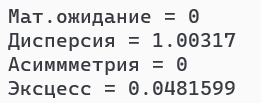 Мат.ожидание = 0
Дисперсия = 1.00317
Асиммметрия = 0
Эксцесс = 0.0481599